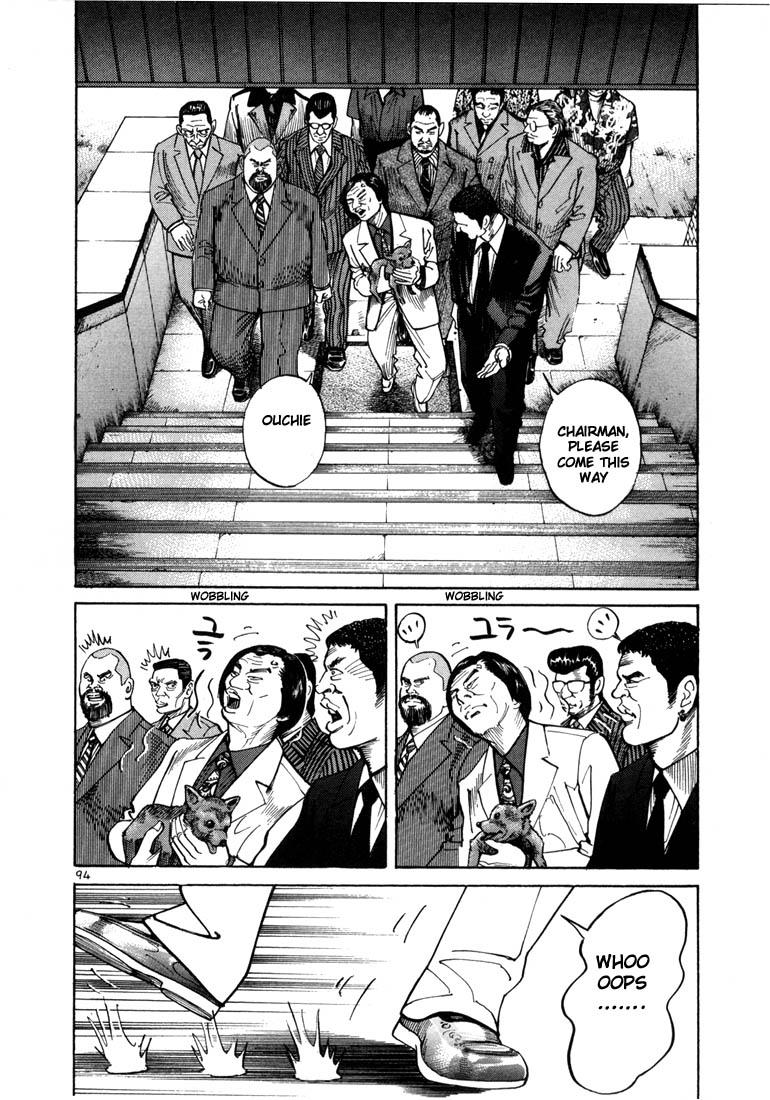 OUCHIE
CHAIRMAN,
PLEASE
COME THIS
WAY
WOBBLING
ユラ
WOBBLING
ユラ〜
94
WHOO
OOPS
.......